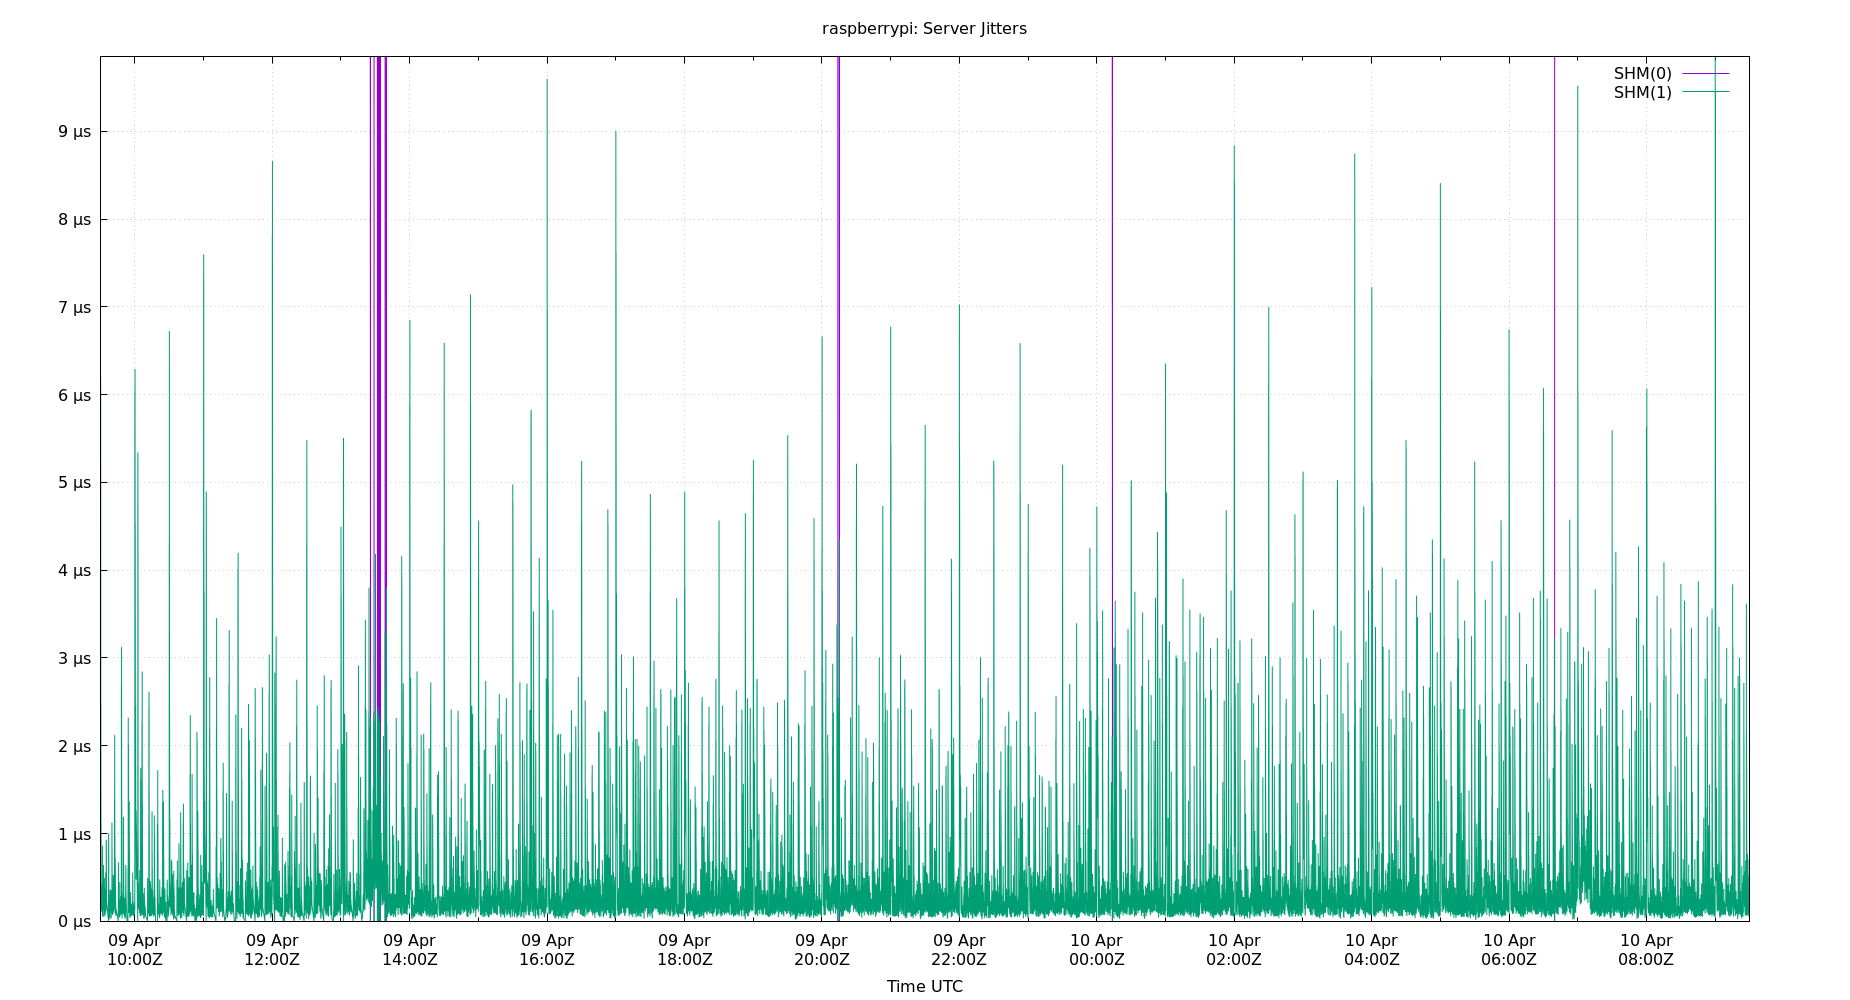 raspberrypi: Server Jitters
SHM(0)
SHM(1)
9 µs
8 µs
7 µs
6 µs
5 µs
4 µs
3 µs
2 µs
1 µs
0 µs
09 Apr 09 Apr 09 Apr 09 Apr 09 Apr 09 Apr 09 Apr 10 Apr 10 Apr 10 Apr 10 Apr 10 Apr
10:00Z 12:00Z 14:00Z 16:00Z 18:00Z 20:00Z 22:00Z 00:00Z 02:00Z 04:00Z 06:00Z 08:00Z
Time UTC